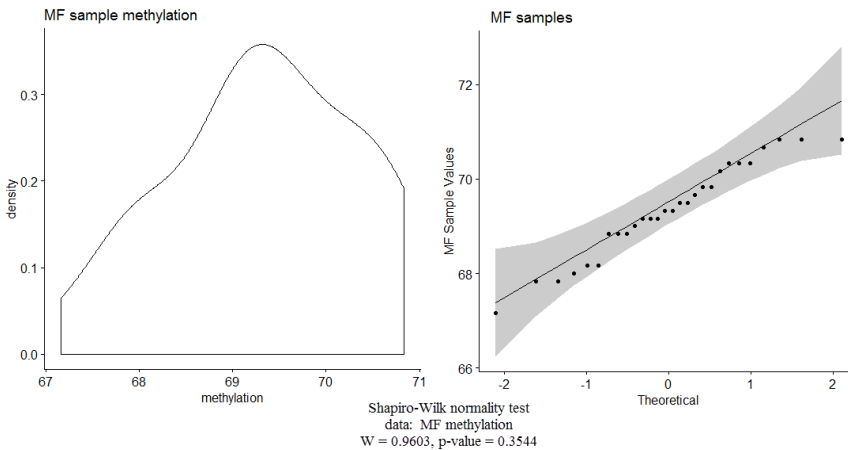 MF sample methylation
0.3
0.2
0.1
0.0
density
67 68 69 70 71
methylation
MF samples
72
70
68
66
MF Sample Values
-2 -1 0 1 2
Theoretical
Shapiro-Wilk normality test
data: MF methylation
W = 0.9603, p-value = 0.3544